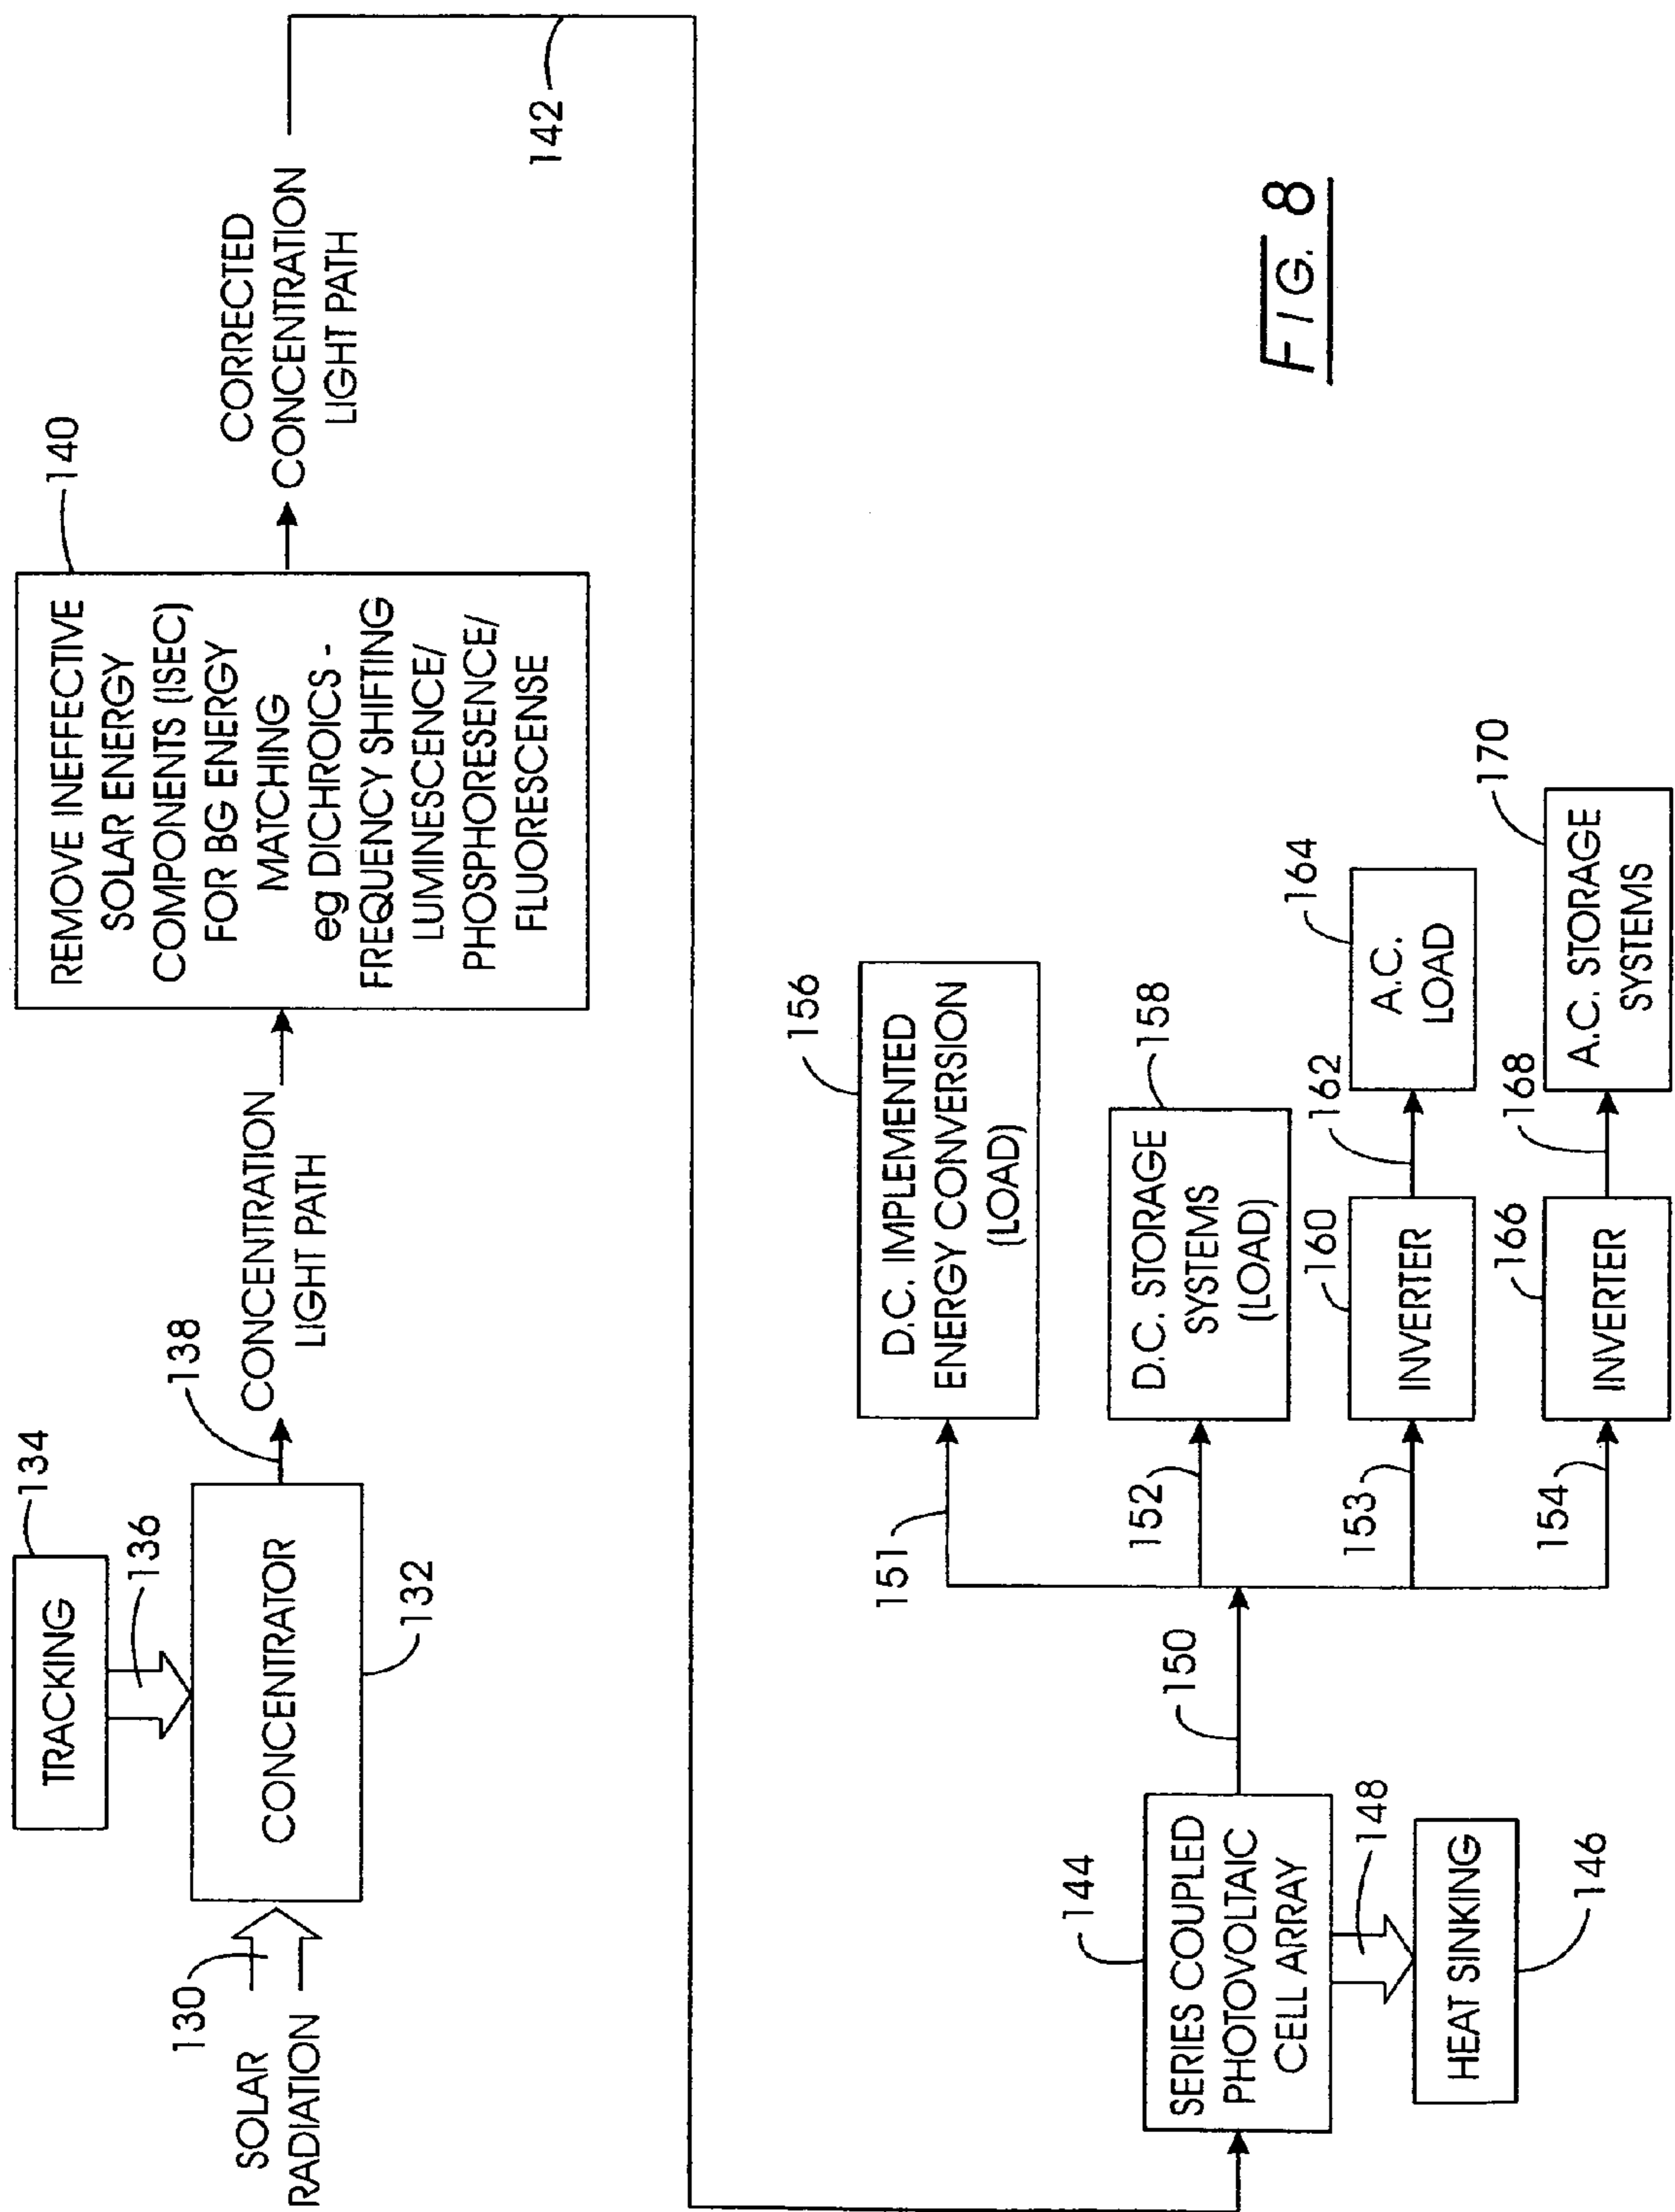 134
TRACKING
136
130
SOLAR
RADIATION
CONCENTRATOR
132
138
CONCENTRATION
LIGHT PATH
140
REMOVE INEFFECTIVE
SOLAR ENERGY
COMPONENTS (ISEC)
FOR BG ENERGY
MATCHING
eg DICHROICS -
FREQUENCY SHIFTING
LUMINESCENCE/
PHOSPHORESENCE/
FLUORESCENSE
CORRECTED
CONCENTRATION
LIGHT PATH
142
144
SERIES COUPLED
PHOTOVOLTAIC
CELL ARRAY
148
HEAT SINKING
146
150
151
156
D.C. IMPLEMENTED
ENERGY CONVERSION
(LOAD)
152
158
D.C. STORAGE
SYSTEMS
(LOAD)
153
160
INVERTER
162
164
A.C.
LOAD
154
166
INVERTER
168
170
A.C. STORAGE
SYSTEMS
FIG. 8